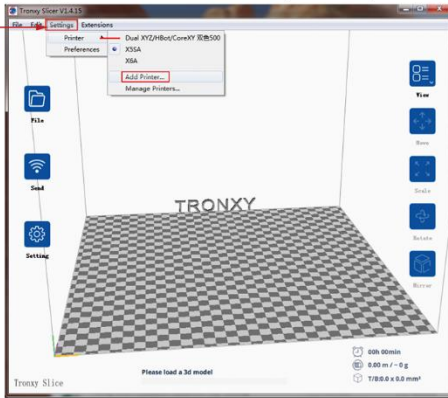 Tronxy Slicer V1.4.15
File Edit Settings Extensions
Printer
Preferences
Dual XYZ/HBot/CoreXY 双色500
X5SA
X6A
Add Printer...
Manage Printers...
File
Send
Setting
View
Move
Scale
Rotate
Mirror
TRONXY
Please load a 3d model
00h 00min
0.00 m / ~ 0 g
T/B:0.0 x 0.0 mm³
Tronxy Slice